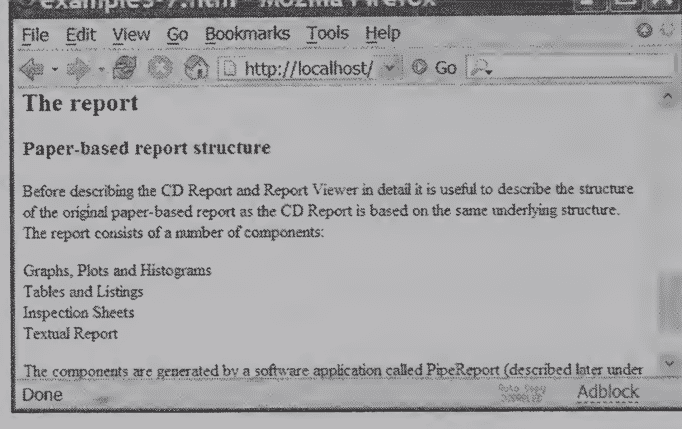 example3-7.htm - Mozilla Firefox
File Edit View Go Bookmarks Tools Help
http://localhost/ Go
The report
Paper-based report structure
Before describing the CD Report and Report Viewer in detail it is useful to describe the structure
of the original paper-based report as the CD Report is based on the same underlying structure.
The report consists of a number of components:
Graphs, Plots and Histograms
Tables and Listings
Inspection Sheets
Textual Report
The components are generated by a software application called PipeReport (described later under
Done Adblock